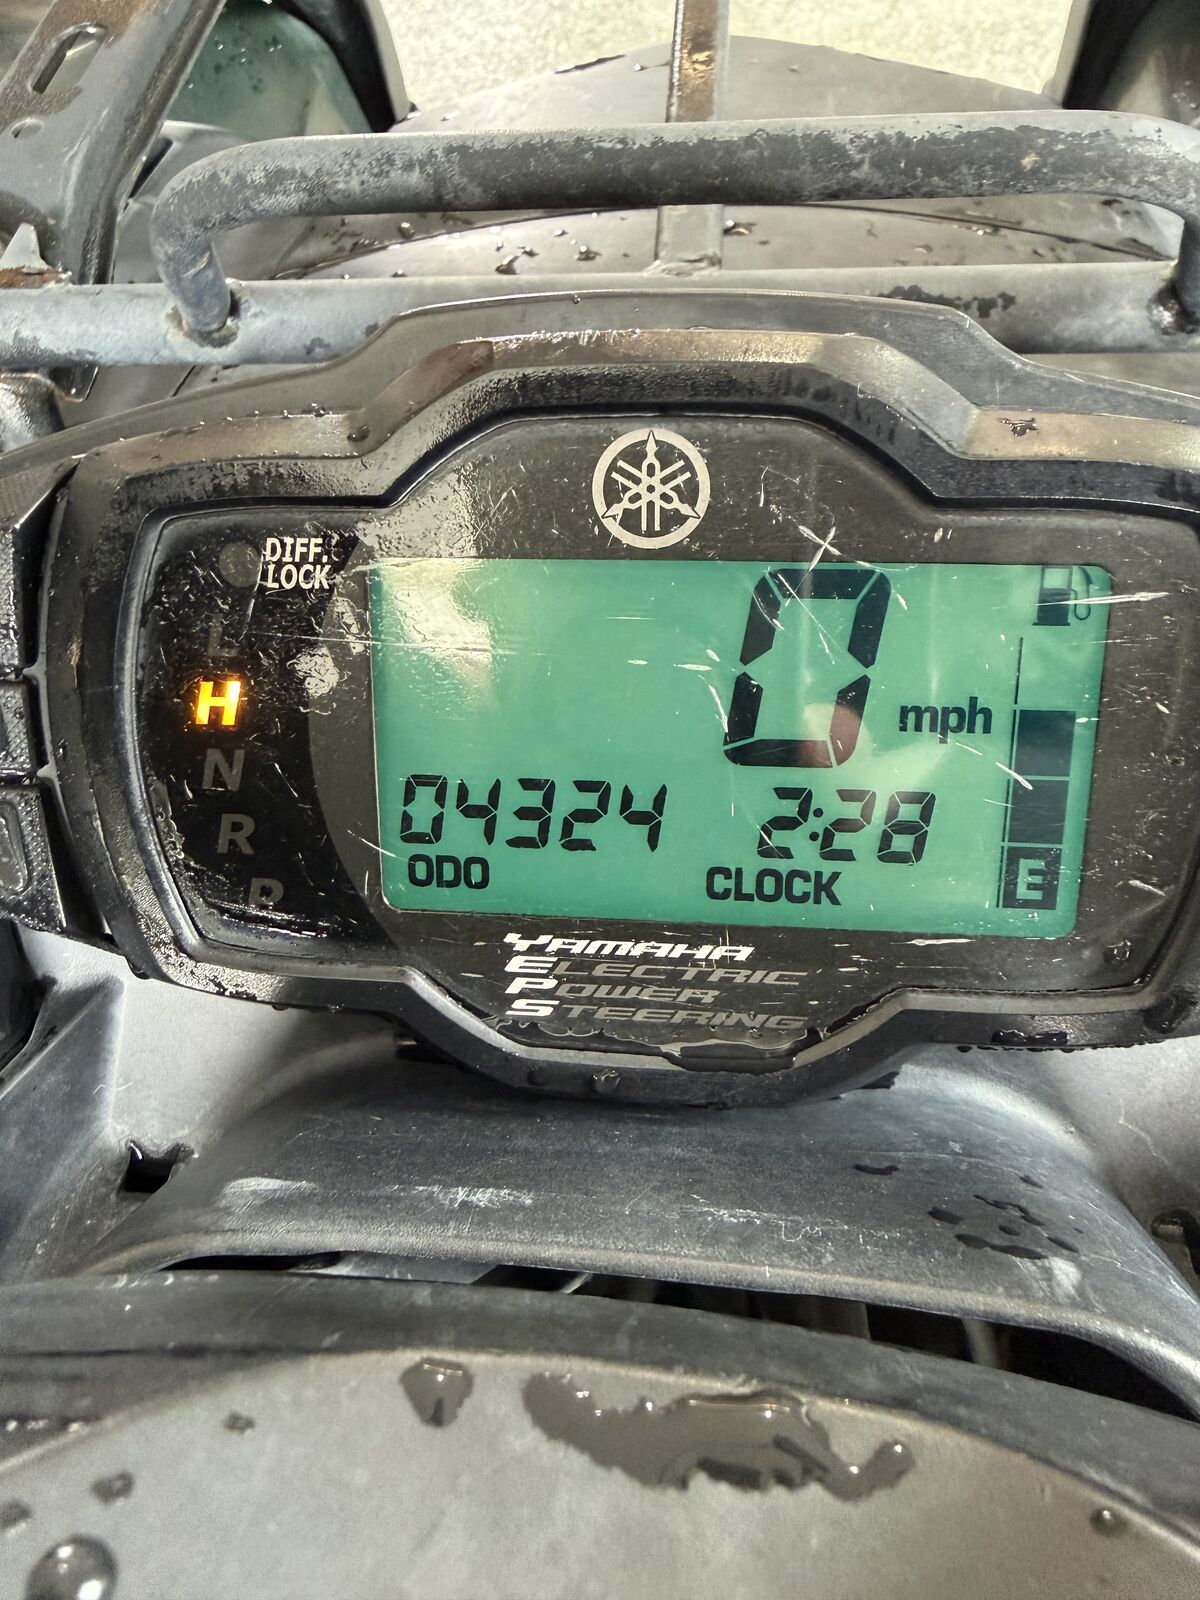 DIFF.
LOCK
L
H
N
R
P
0
mph
04324
ODO
2:28
CLOCK
E
YAMAHA
ELECTRIC
POWER
STEERING